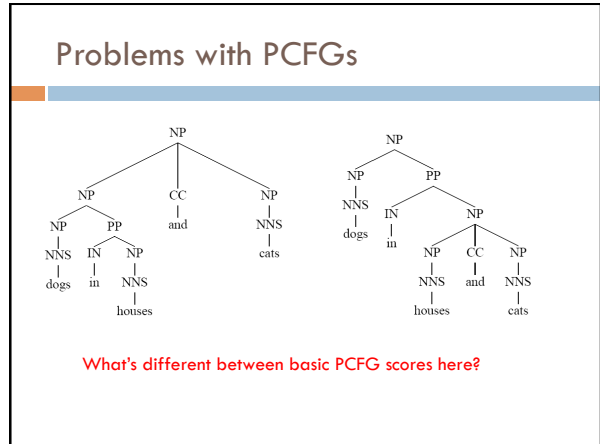 Problems with PCFGs
NP
NP CC NP
NP PP and NNS
NNS IN NP cats
dogs in NNS
houses
NP
NP PP
NNS IN NP
dogs in NP CC NP
NNS and NNS
houses cats
What's different between basic PCFG scores here?